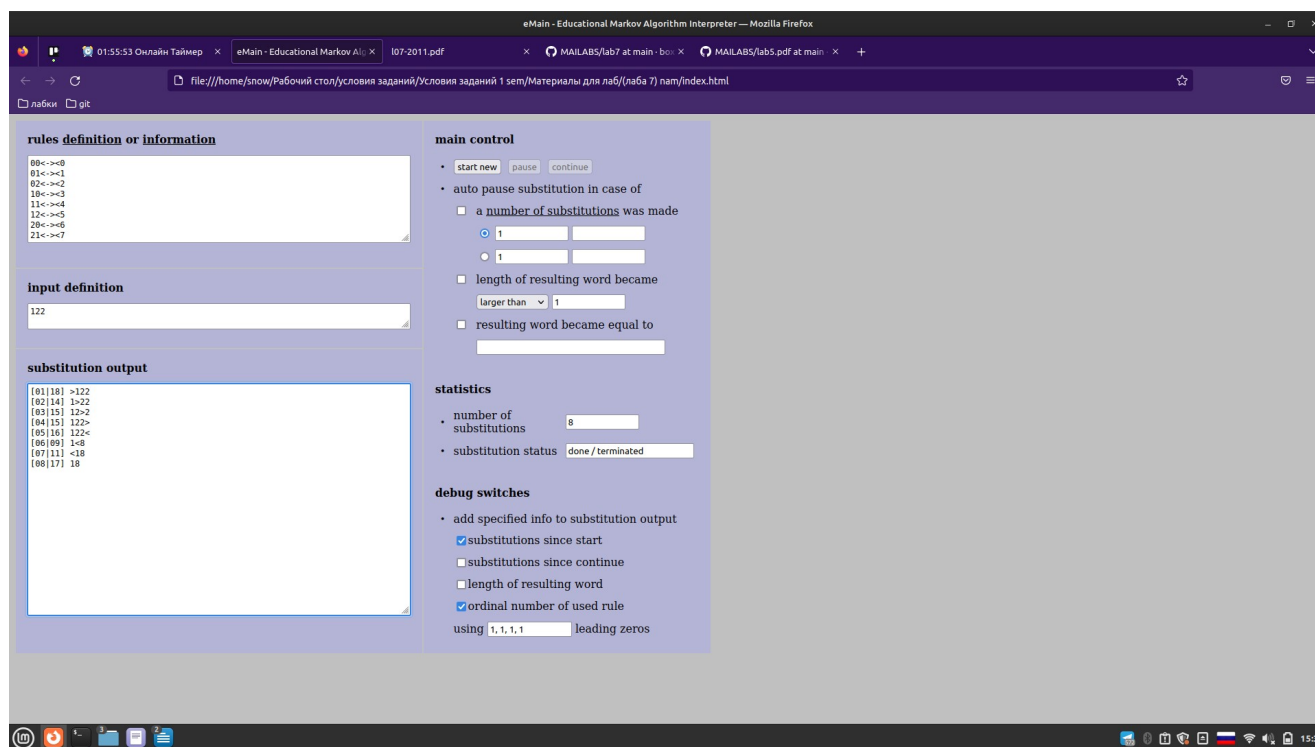 eMain - Educational Markov Algorithm Interpreter — Mozilla Firefox
01:55:53 Онлайн Таймер
eMain - Educational Markov Alg
l07-2011.pdf
MAILABS/lab7 at main · box
MAILABS/lab5.pdf at main
file:///home/snow/Рабочий стол/условия заданий/Условия заданий 1 sem/Материалы для лаб/(лаба 7) nam/index.html
лабки git
rules definition or information
00<-><0
01<-><1
02<-><2
10<-><3
11<-><4
12<-><5
20<-><6
21<-><7
input definition
122
substitution output
[01|18] >122
[02|14] 1>22
[03|15] 12>2
[04|15] 122>
[05|16] 122<
[06|09] 1<8
[07|11] <18
[08|17] 18
main control
start new pause continue
auto pause substitution in case of
a number of substitutions was made
1
1
length of resulting word became
larger than 1
resulting word became equal to
statistics
number of
substitutions 8
substitution status done / terminated
debug switches
add specified info to substitution output
substitutions since start
substitutions since continue
length of resulting word
ordinal number of used rule
using 1, 1, 1, 1 leading zeros
3
2